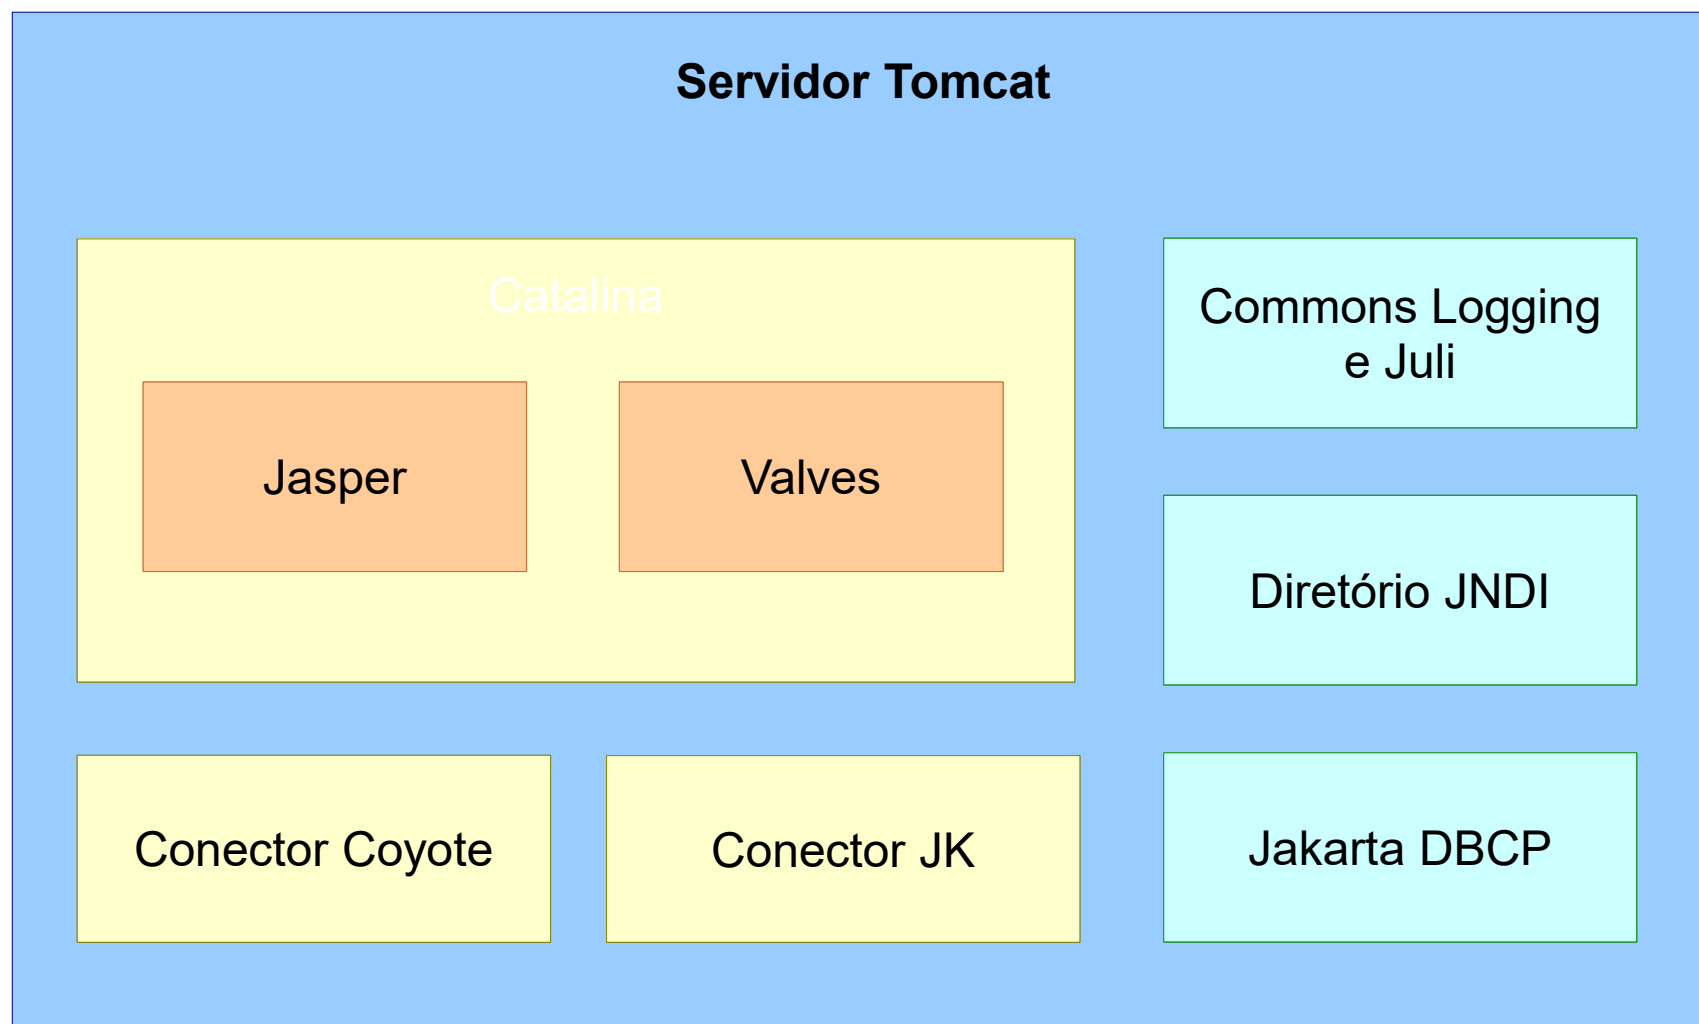 Servidor Tomcat
Catalina
Jasper
Valves
Commons Logging
e Juli
Diretório JNDI
Conector Coyote
Conector JK
Jakarta DBCP